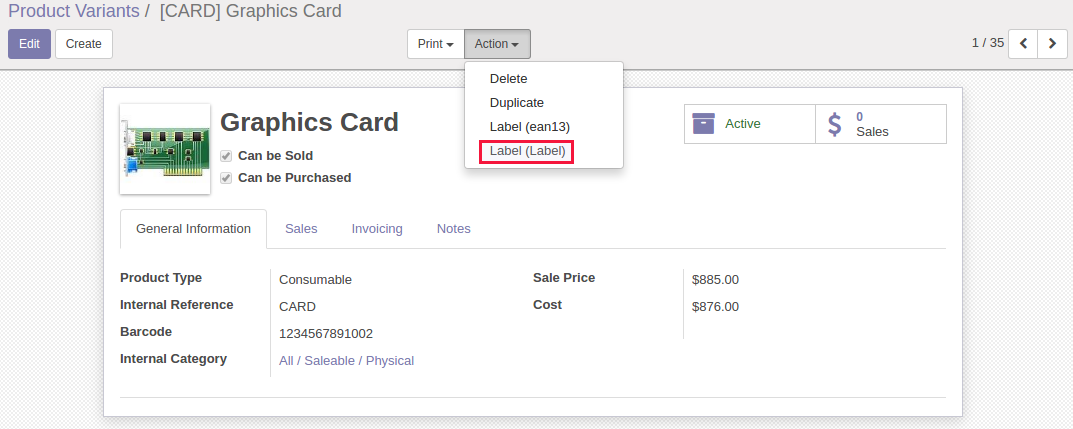 Product Variants / [CARD] Graphics Card
Edit Create Print Action 1 / 35
Delete
Duplicate
Label (ean13)
Label (Label)
Graphics Card
Can be Sold
Can be Purchased
Active
0
Sales
General Information Sales Invoicing Notes
Product Type Consumable Sale Price $885.00
Internal Reference CARD Cost $876.00
Barcode 1234567891002
Internal Category All / Saleable / Physical